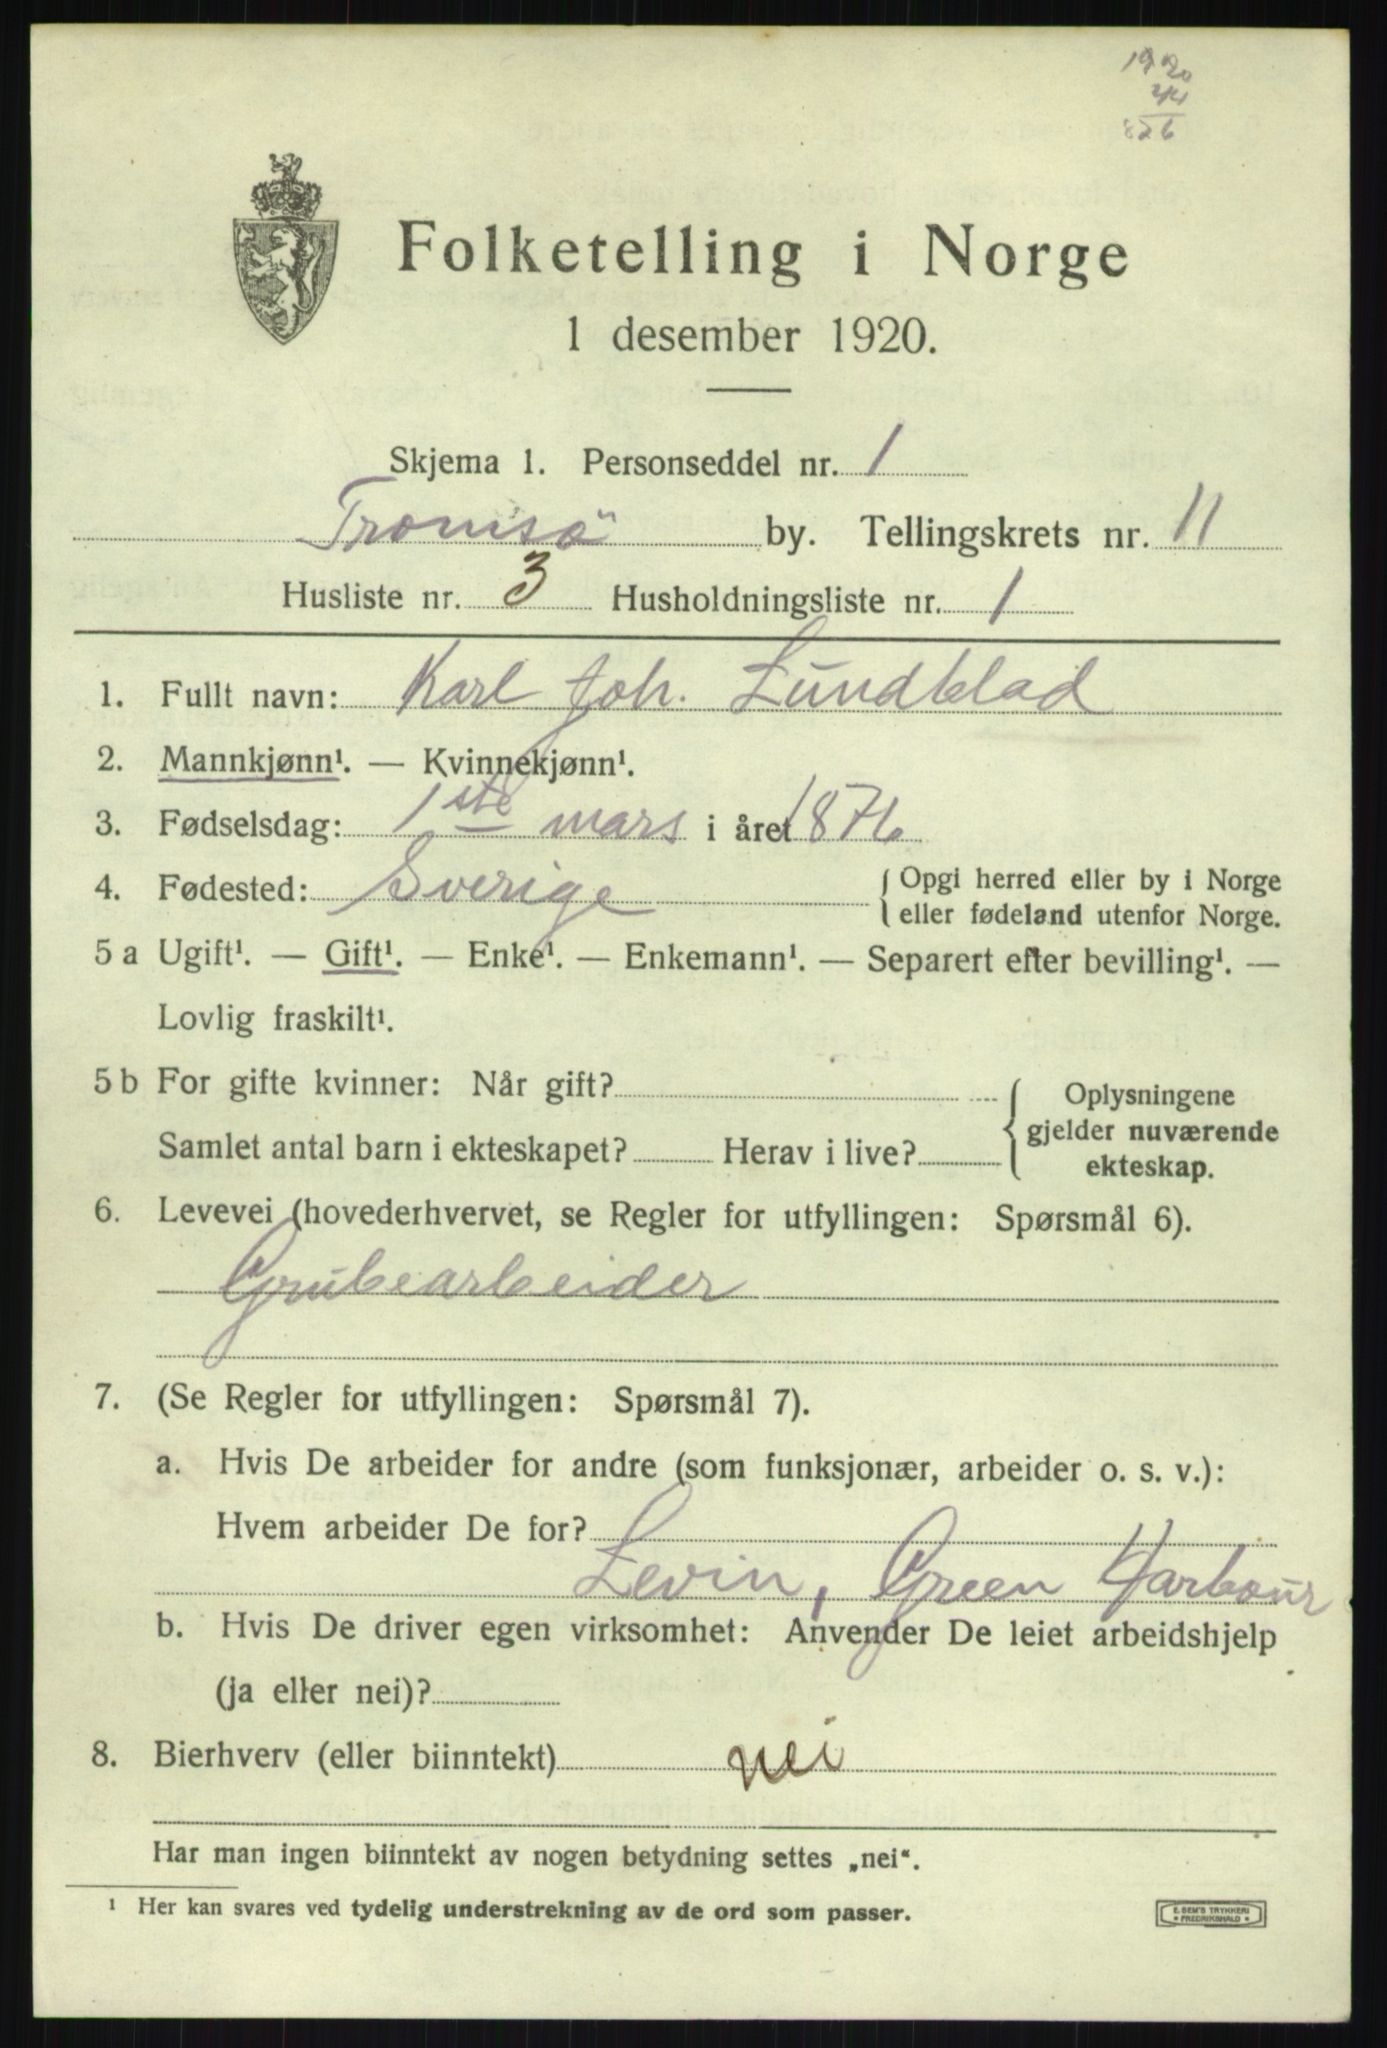 1920
44
Folketelling i Norge
1 desember 1920.
Skjema 1. Personseddel nr. 1
Tromsö by. Tellingskrets nr. 11
Husliste nr. 3 Husholdningsliste nr. 1
1. Fullt navn: Karl Joh. Lundblad
2. Mannkjønn¹. — Kvinnekjønn¹.
3. Fødselsdag: 1ste mars i året 1876
4. Fødested: Sverige { Opgi herred eller by i Norge
eller fødeland utenfor Norge.
5 a Ugift¹. — Gift¹. — Enke¹. — Enkemann¹. — Separert efter bevilling¹. —
Lovlig fraskilt¹.
5 b For gifte kvinner: Når gift? { Oplysningene
gjelder nuværende
Samlet antal barn i ekteskapet? Herav i live?
ekteskap.
6. Levevei (hovederhvervet, se Regler for utfyllingen: Spørsmål 6).
Grubearbeider
7. (Se Regler for utfyllingen: Spørsmål 7).
a. Hvis De arbeider for andre (som funksjonær, arbeider o. s. v.):
Hvem arbeider De for?
Levin, Green Harbour
b. Hvis De driver egen virksomhet: Anvender De leiet arbeidshjelp
(ja eller nei)?
8. Bierhverv (eller biinntekt) nei
Har man ingen biinntekt av nogen betydning settes „nei“.
¹ Her kan svares ved tydelig understrekning av de ord som passer.
E. SEM'S TRYKKERI
* FREDRIKSHALD *